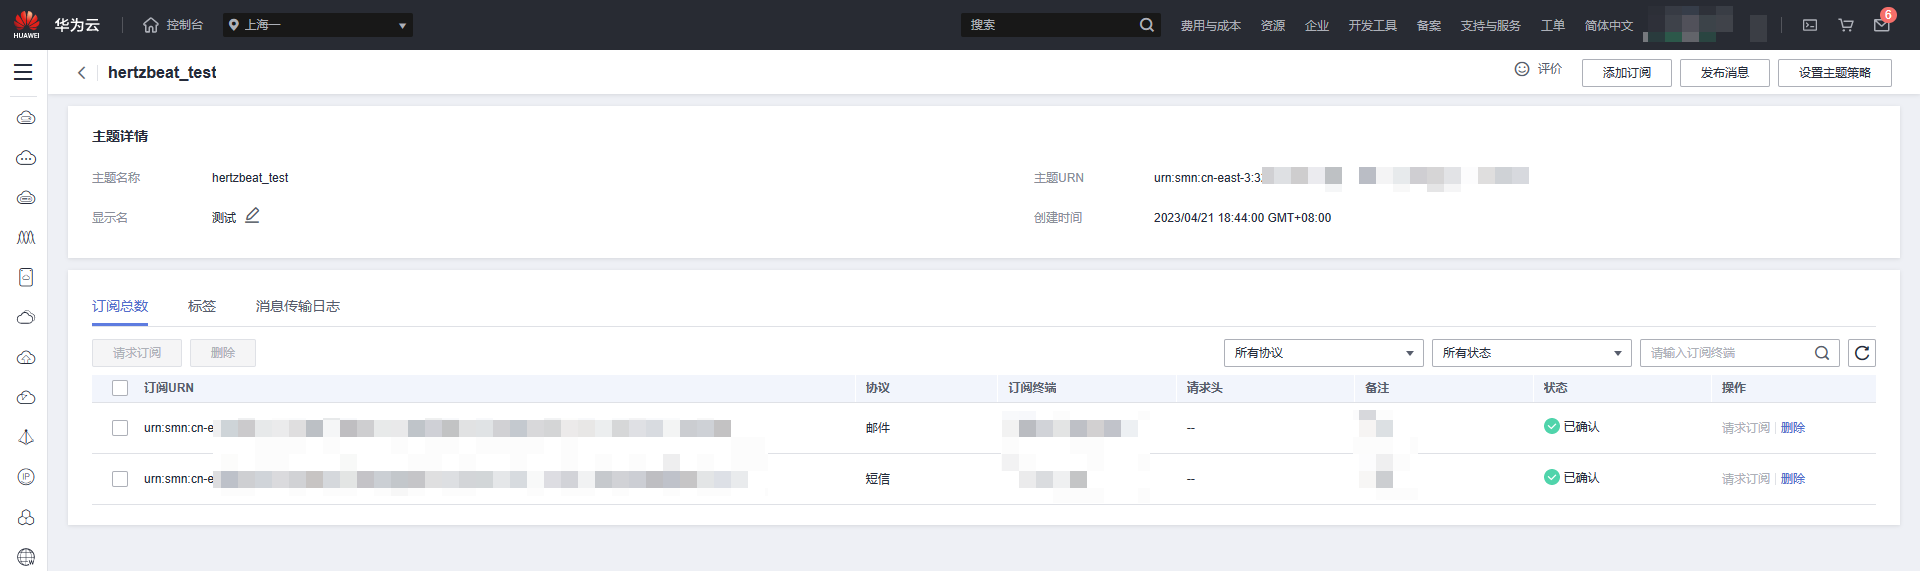 HUAWEI 华为云 控制台 上海一 搜索 费用与成本 资源 企业 开发工具 备案 支持与服务 工单 简体中文 6
hertzbeat_test 评价 添加订阅 发布消息 设置主题策略
主题详情
主题名称 hertzbeat_test 主题URN urn:smn:cn-east-3:3
显示名 测试 创建时间 2023/04/21 18:44:00 GMT+08:00
订阅总数 标签 消息传输日志
请求订阅 删除 所有协议 所有状态 请输入订阅终端
订阅URN 协议 订阅终端 请求头 备注 状态 操作
urn:smn:cn-e 邮件 -- 已确认 请求订阅 删除
urn:smn:cn-e 短信 -- 已确认 请求订阅 删除
IP
W